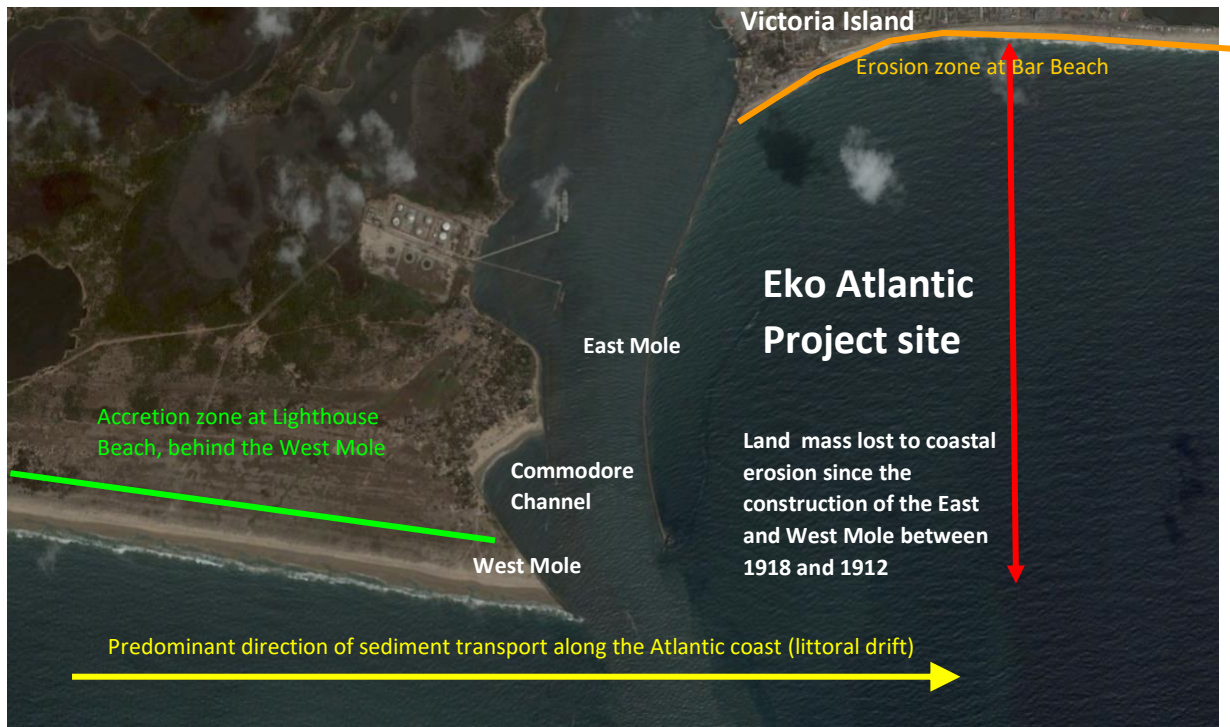 Victoria Island
Erosion zone at Bar Beach
Eko Atlantic
Project site
East Mole
Accretion zone at Lighthouse
Beach, behind the West Mole
Land mass lost to coastal
erosion since the
construction of the East
and West Mole between
1918 and 1912
Commodore
Channel
West Mole
Predominant direction of sediment transport along the Atlantic coast (littoral drift)